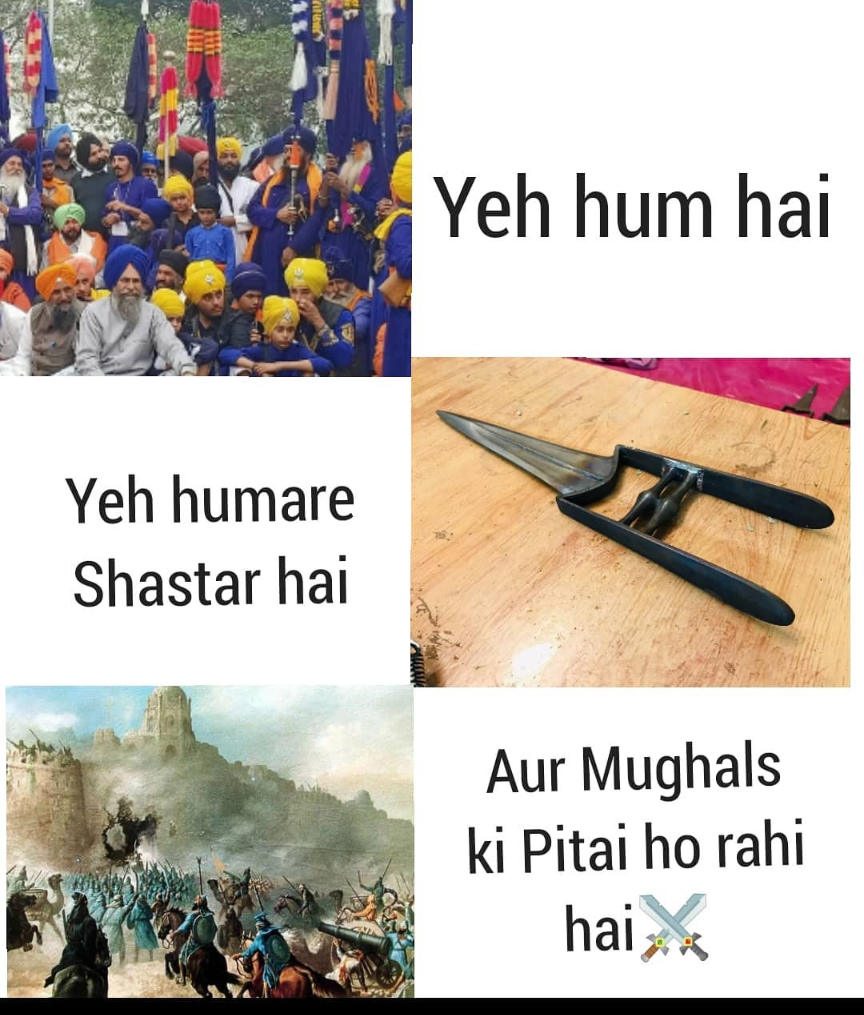 Yeh hum hai
Yeh humare
Shastar hai
Aur Mughals
ki Pitai ho rahi
hai⚔️